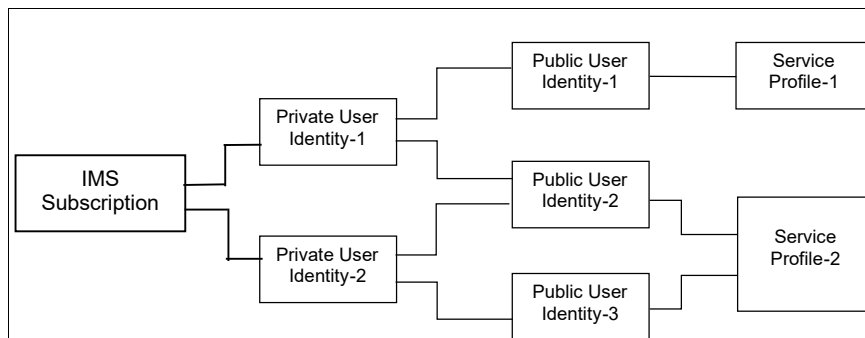 Public User
Identity-1
Service
Profile-1
Private User
Identity-1
IMS
Subscription
Public User
Identity-2
Service
Profile-2
Private User
Identity-2
Public User
Identity-3